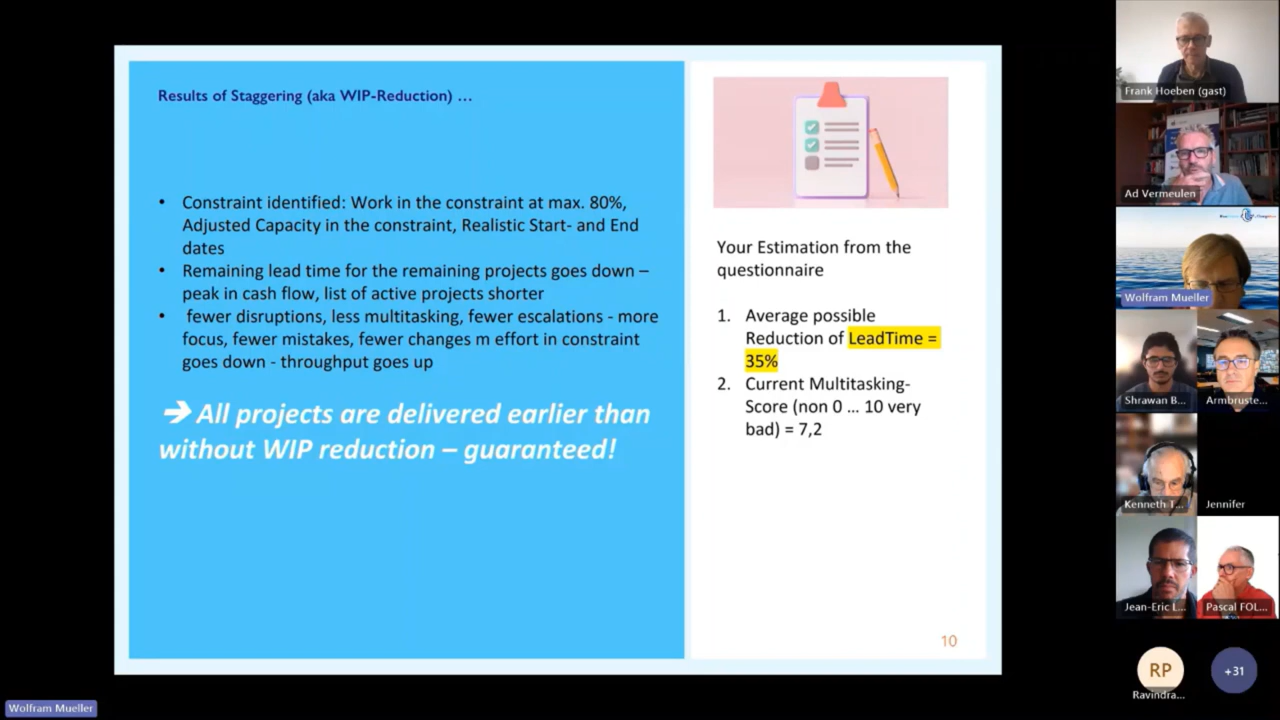 Results of Staggering (aka WIP-Reduction) …
• Constraint identified: Work in the constraint at max. 80%,
Adjusted Capacity in the constraint, Realistic Start- and End
dates
• Remaining lead time for the remaining projects goes down –
peak in cash flow, list of active projects shorter
• fewer disruptions, less multitasking, fewer escalations - more
focus, fewer mistakes, fewer changes m effort in constraint
goes down - throughput goes up
➔ All projects are delivered earlier than
without WIP reduction – guaranteed!
Your Estimation from the
questionnaire
1. Average possible
Reduction of LeadTime =
35%
2. Current Multitasking-
Score (non 0 … 10 very
bad) = 7,2
10
Frank Hoeben (gast)
Ad Vermeulen
Wolfram Mueller
Shrawan B...
Armbruste...
Kenneth T...
Jennifer
Jean-Eric L...
Pascal FOL...
RP
+31
Ravindra...
Wolfram Mueller